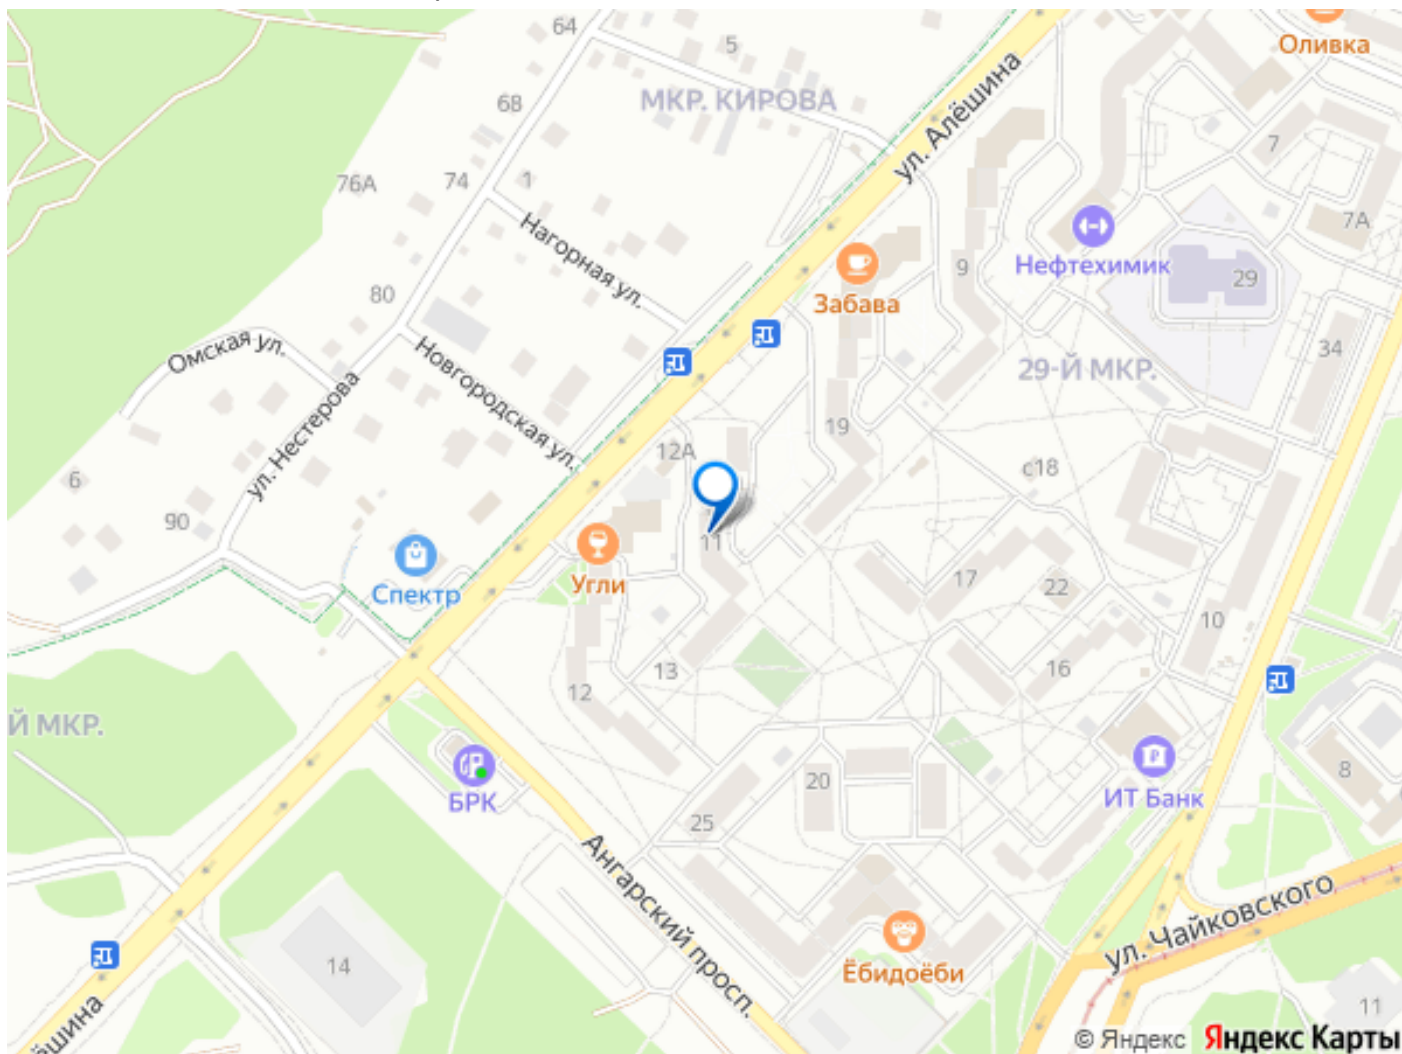 64
5
Оливка
МКР. КИРОВА
68
ул. Алёшина
7
76А
74
1
7А
Нагорная ул.
Нефтехимик
9
29
80
Забава
Омская ул.
Новгородская ул.
29-Й МКР.
34
ул. Нестерова
19
12А
с18
6
90
11
Спектр
Угли
17
22
10
13
16
12
Й МКР.
8
20
БРК
ИТ Банк
25
Ангарский просп.
ул. Чайковского
14
Ёбидоёби
11
ёшина
© Яндекс Яндекс Карты